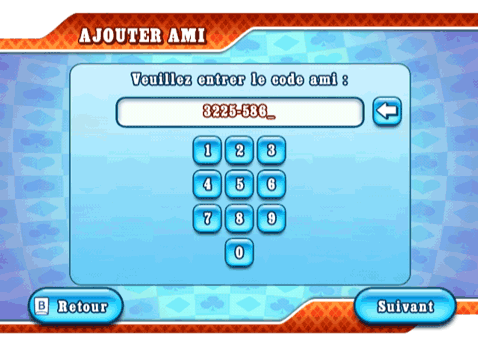 AJOUTER AMI
Veuillez entrer le code ami :
3225-586_
1 2 3
4 5 6
7 8 9
0
B Retour
Suivant